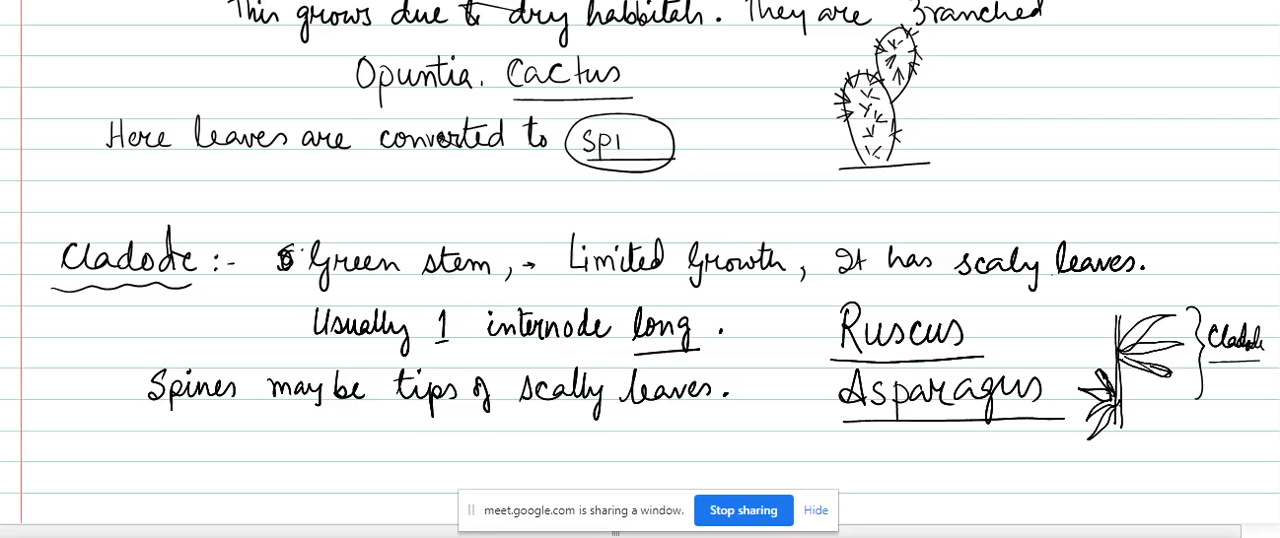 This grows due to dry habbitah. They are Branched
Opuntia. Cactus
Here leaves are converted to Spi
Cladode :- Green stem, → Limited Growth, It has scaly leaves.
Usually 1 internode long. Ruscus
Cladode
Spines may be tips of scally leaves. Asparagus
meet.google.com is sharing a window. Stop sharing Hide